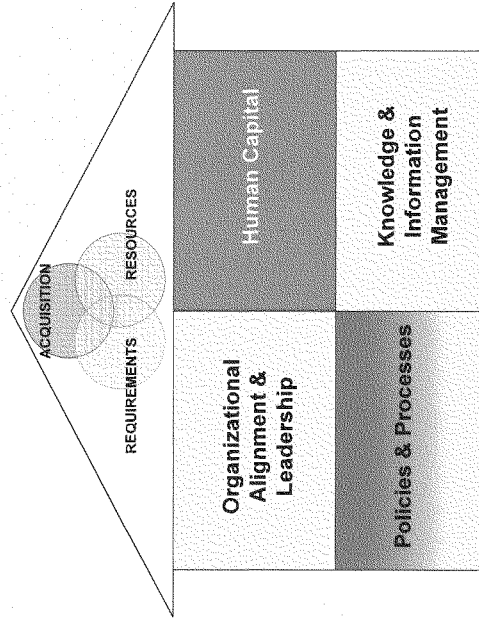 ACQUISITION
REQUIREMENTS
RESOURCES
Organizational
Alignment &
Leadership
Human Capital
Policies & Processes
Knowledge &
Information
Management